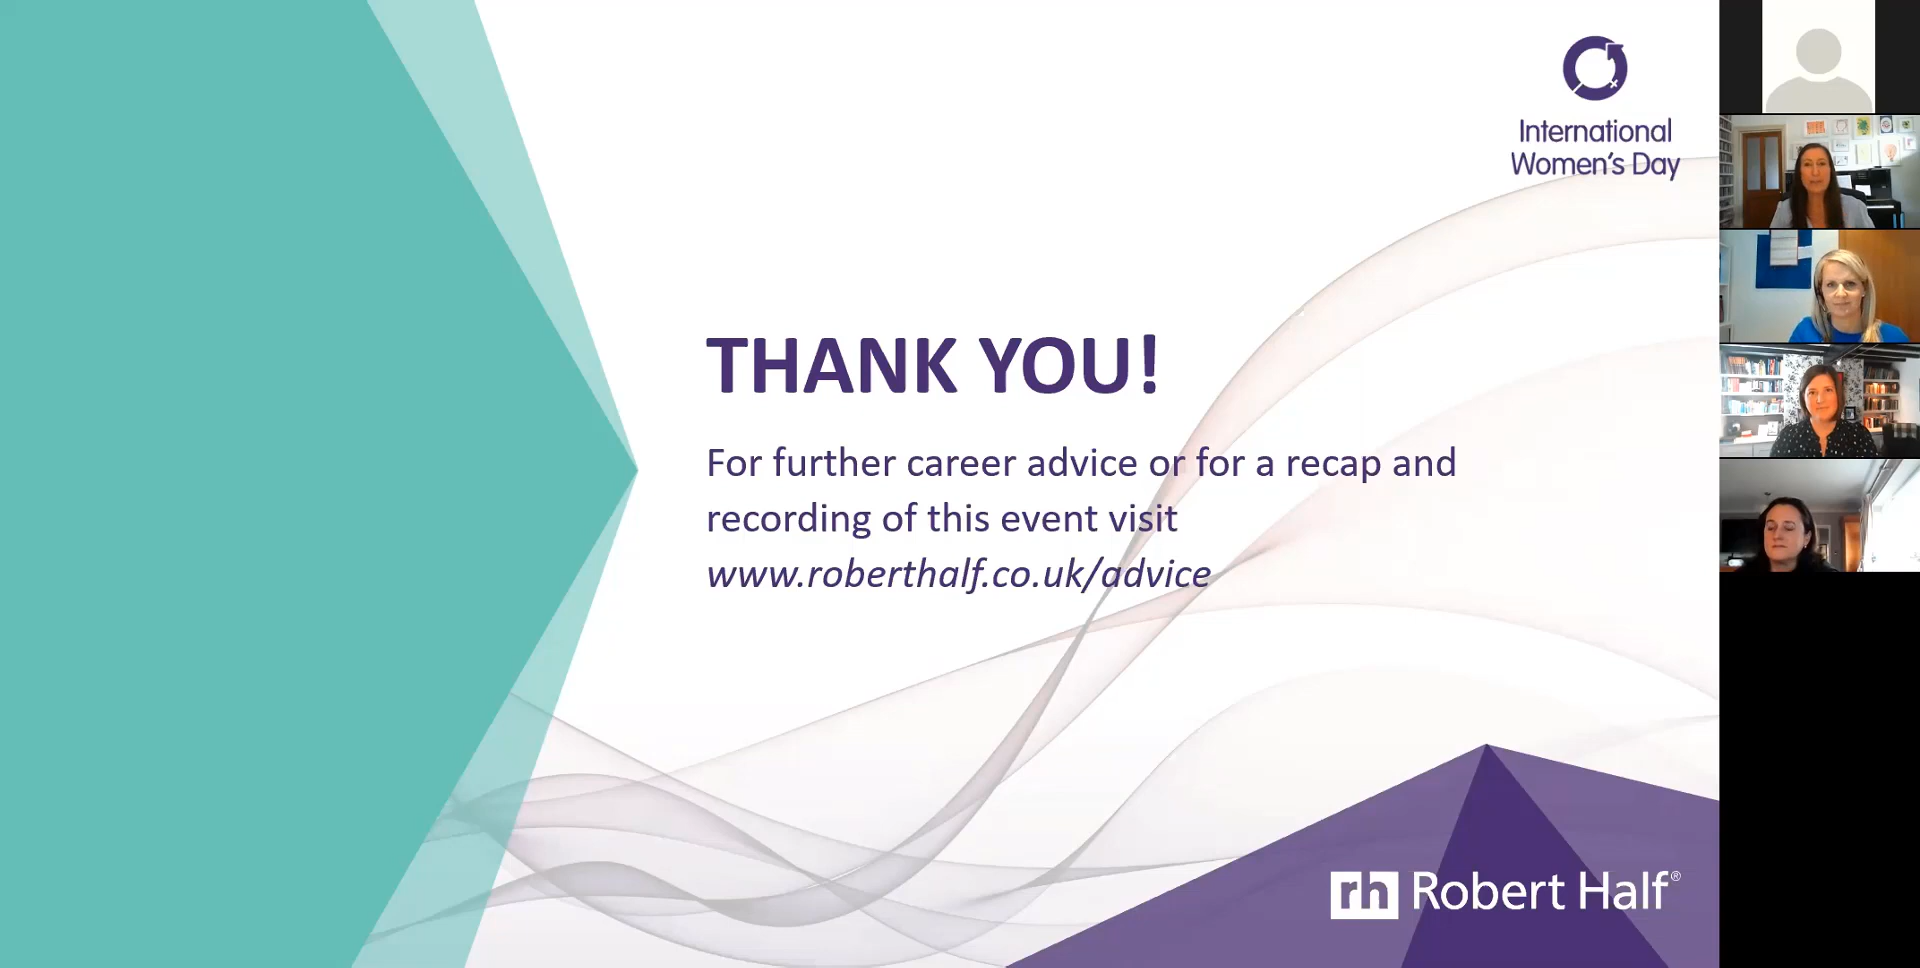 International
Women's Day
THANK YOU!
For further career advice or for a recap and
recording of this event visit
www.roberthalf.co.uk/advice
rh Robert Half®